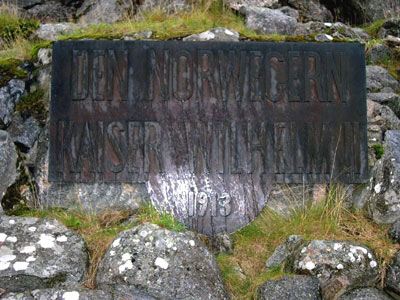 DEN NORWEGERN
KAISER WILHELM II
1913